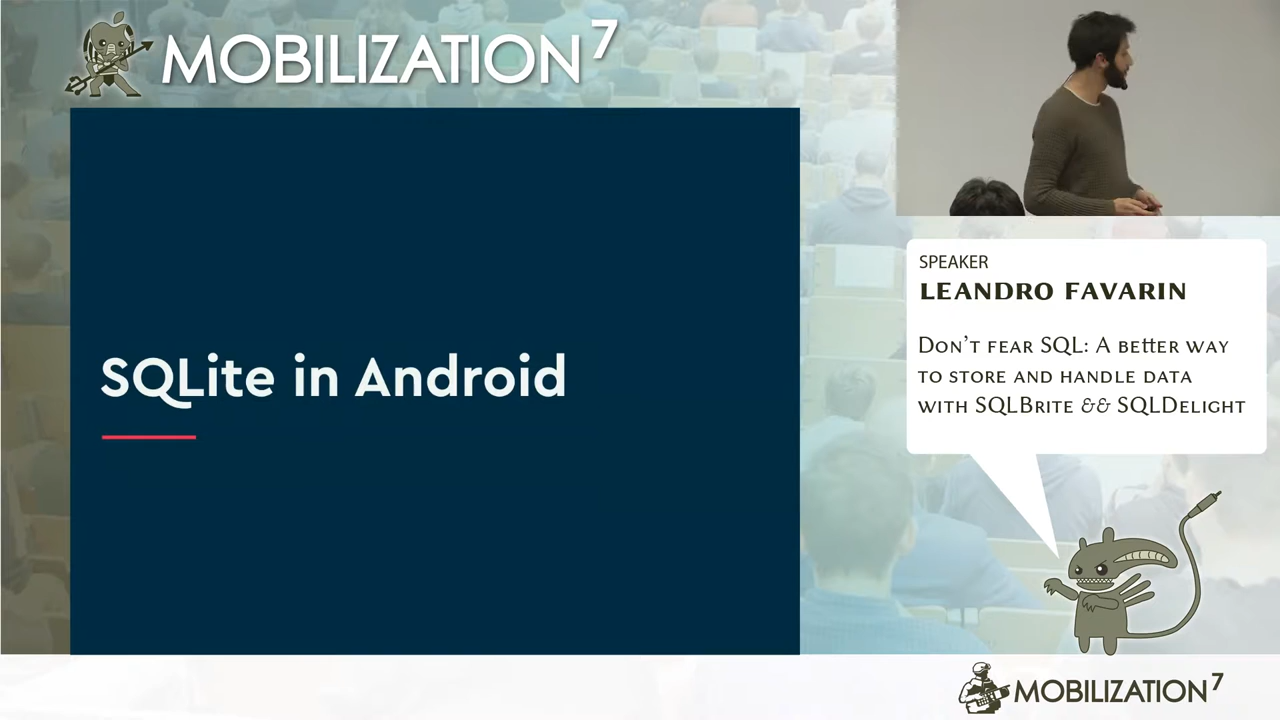 MOBILIZATION 7
SQLite in Android
SPEAKER
LEANDRO FAVARIN
DON'T FEAR SQL: A BETTER WAY
TO STORE AND HANDLE DATA
WITH SQLBRITE && SQLDELIGHT
MOBILIZATION 7